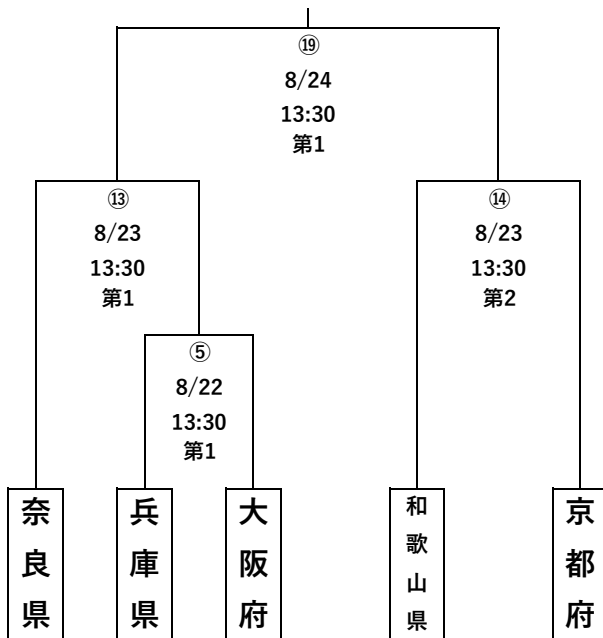 ⑲
8/24
13:30
第1
⑬
8/23
13:30
第1
⑭
8/23
13:30
第2
⑤
8/22
13:30
第1
奈良県
兵庫県
大阪府
和歌山県
京都府